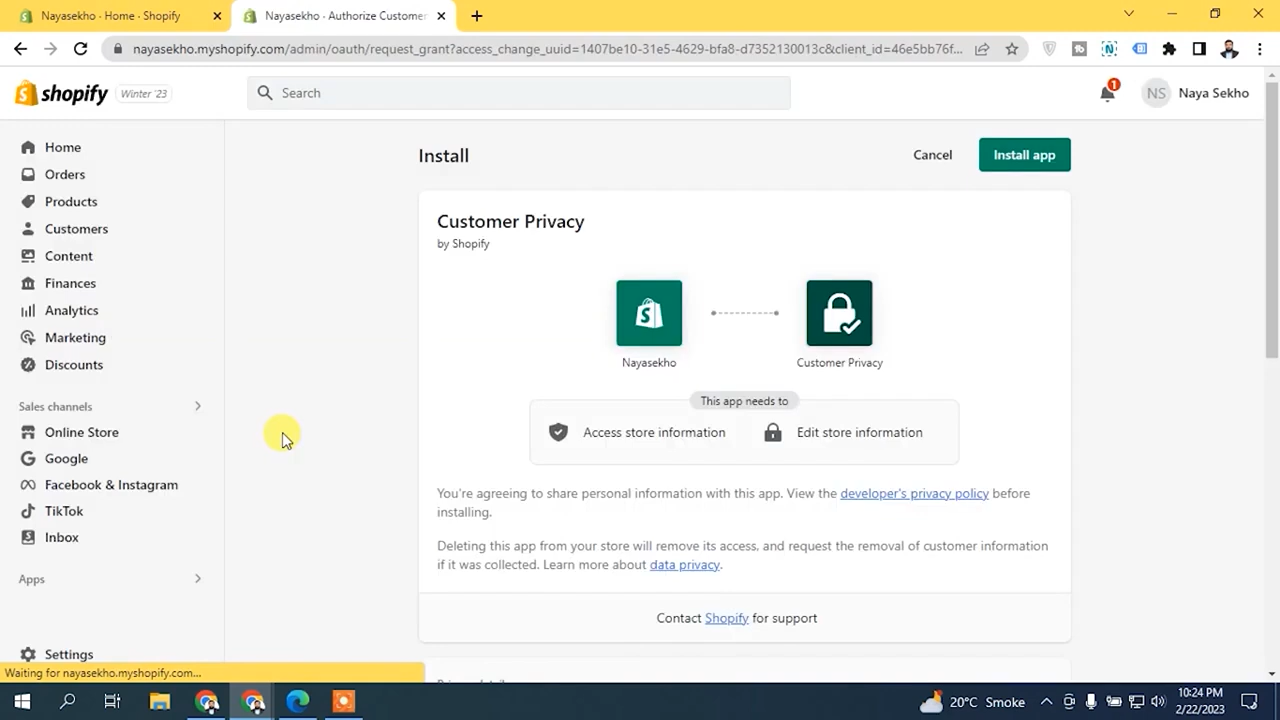 Nayasekho · Home · Shopify
Nayasekho · Authorize Customer
nayasekho.myshopify.com/admin/oauth/request_grant?access_change_uuid=1407be10-31e5-4629-bfa8-d7352130013c&client_id=46e5bb76f...
shopify
Winter '23
Search
1
NS
Naya Sekho
Home
Orders
Products
Customers
Content
Finances
Analytics
Marketing
Discounts
Sales channels
Online Store
Google
Facebook & Instagram
TikTok
Inbox
Apps
Settings
Install
Cancel
Install app
Customer Privacy
by Shopify
Nayasekho
Customer Privacy
This app needs to
Access store information
Edit store information
You're agreeing to share personal information with this app. View the developer's privacy policy before
installing.
Deleting this app from your store will remove its access, and request the removal of customer information
if it was collected. Learn more about data privacy.
Contact Shopify for support
Waiting for nayasekho.myshopify.com...
20°C Smoke
10:24 PM
2/22/2023